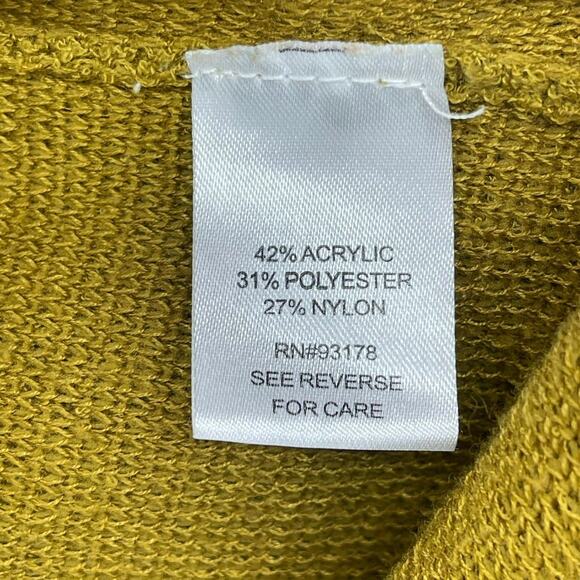 42% ACRYLIC
31% POLYESTER
27% NYLON
RN#93178
SEE REVERSE
FOR CARE